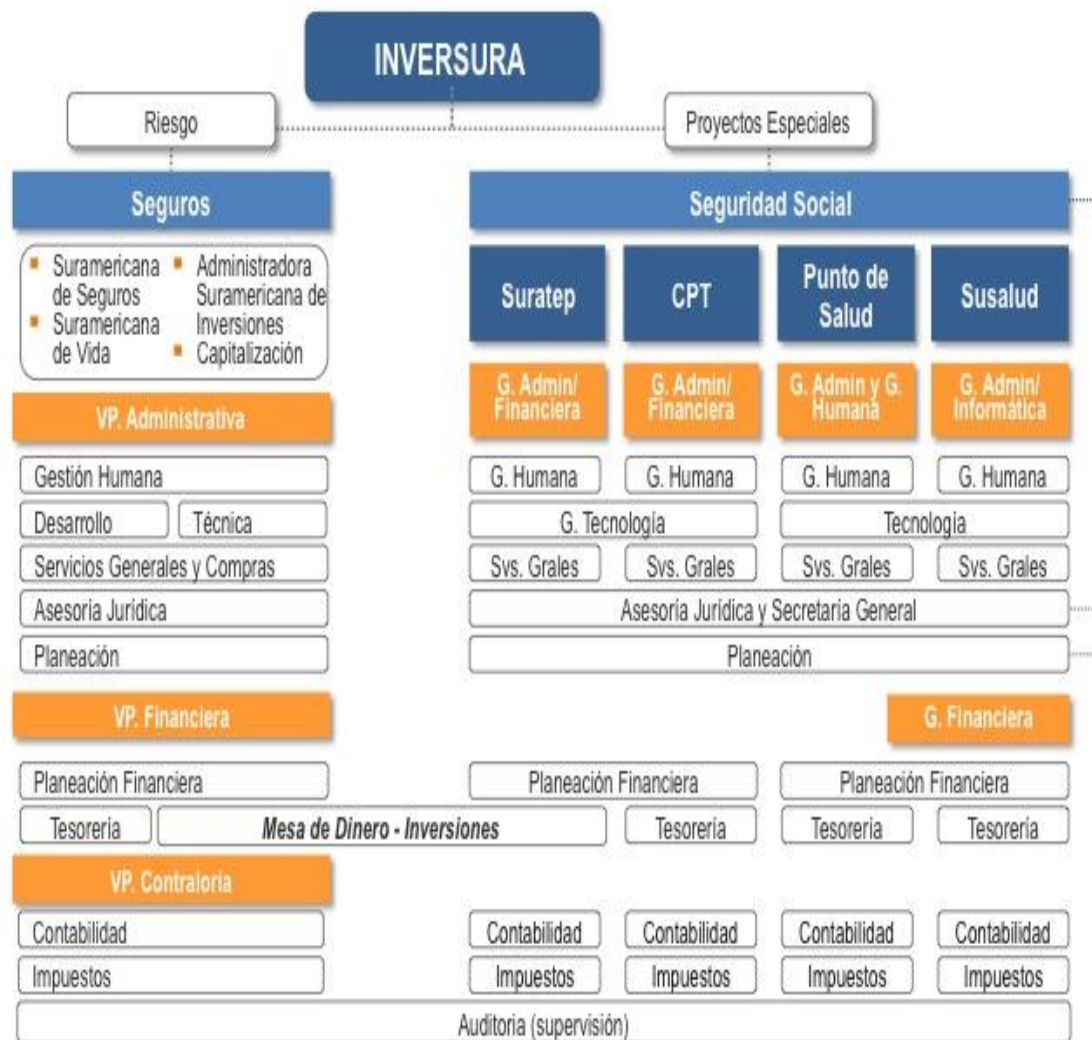 INVERSURA
Riesgo
Proyectos Especiales
Seguros
Seguridad Social
Suramericana
de Seguros
Suramericana
de Vida
Administradora
Suramericana de
Inversiones
Capitalización
Suratep
CPT
Punto de
Salud
Susalud
VP. Administrativa
G. Admin/
Financiera
G. Admin/
Financiera
G. Admin y G.
Humana
G. Admin/
Informática
Gestión Humana
G. Humana
G. Humana
G. Humana
G. Humana
Desarrollo
Técnica
G. Tecnología
Tecnología
Servicios Generales y Compras
Svs. Grales
Svs. Grales
Svs. Grales
Svs. Grales
Asesoría Jurídica
Asesoría Jurídica y Secretaria General
Planeación
Planeación
VP. Financiera
G. Financiera
Planeación Financiera
Planeación Financiera
Planeación Financiera
Tesorería
Mesa de Dinero - Inversiones
Tesorería
Tesorería
Tesorería
VP. Contraloría
Contabilidad
Contabilidad
Contabilidad
Contabilidad
Contabilidad
Impuestos
Impuestos
Impuestos
Impuestos
Impuestos
Auditoria (supervisión)